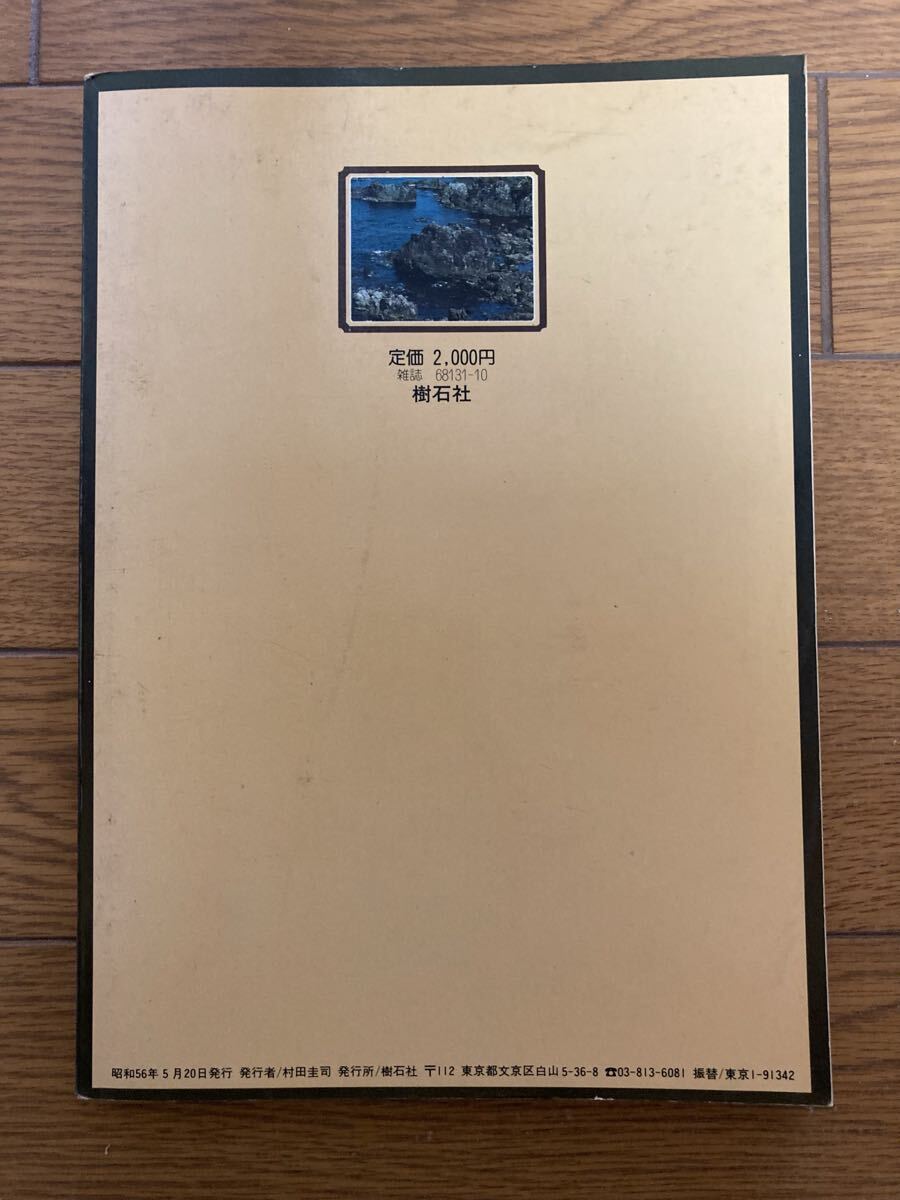 定価 2,000円
雑誌 68131-10
樹石社
昭和56年5月20日発行 発行者/村田圭司 発行所/樹石社 〒112 東京都文京区白山5-36-8 ☎03-813-6081 振替/東京1-91342